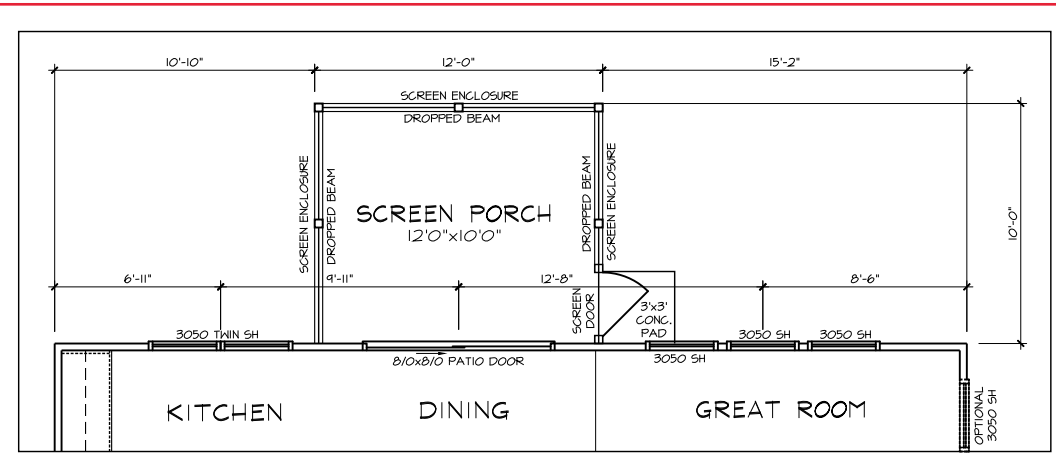 10'-10" 12'-0" 15'-2"
SCREEN ENCLOSURE
DROPPED BEAM
SCREEN ENCLOSURE
DROPPED BEAM
DROPPED BEAM
SCREEN ENCLOSURE
SCREEN PORCH
12'0"x10'0"
10'-0"
6'-11" 9'-11" 12'-8" 8'-6"
SCREEN
DOOR
3'x3'
CONC.
PAD
3050 TWIN SH
8/0x8/0 PATIO DOOR
3050 SH
3050 SH
3050 SH
KITCHEN DINING GREAT ROOM
OPTIONAL
3050 SH